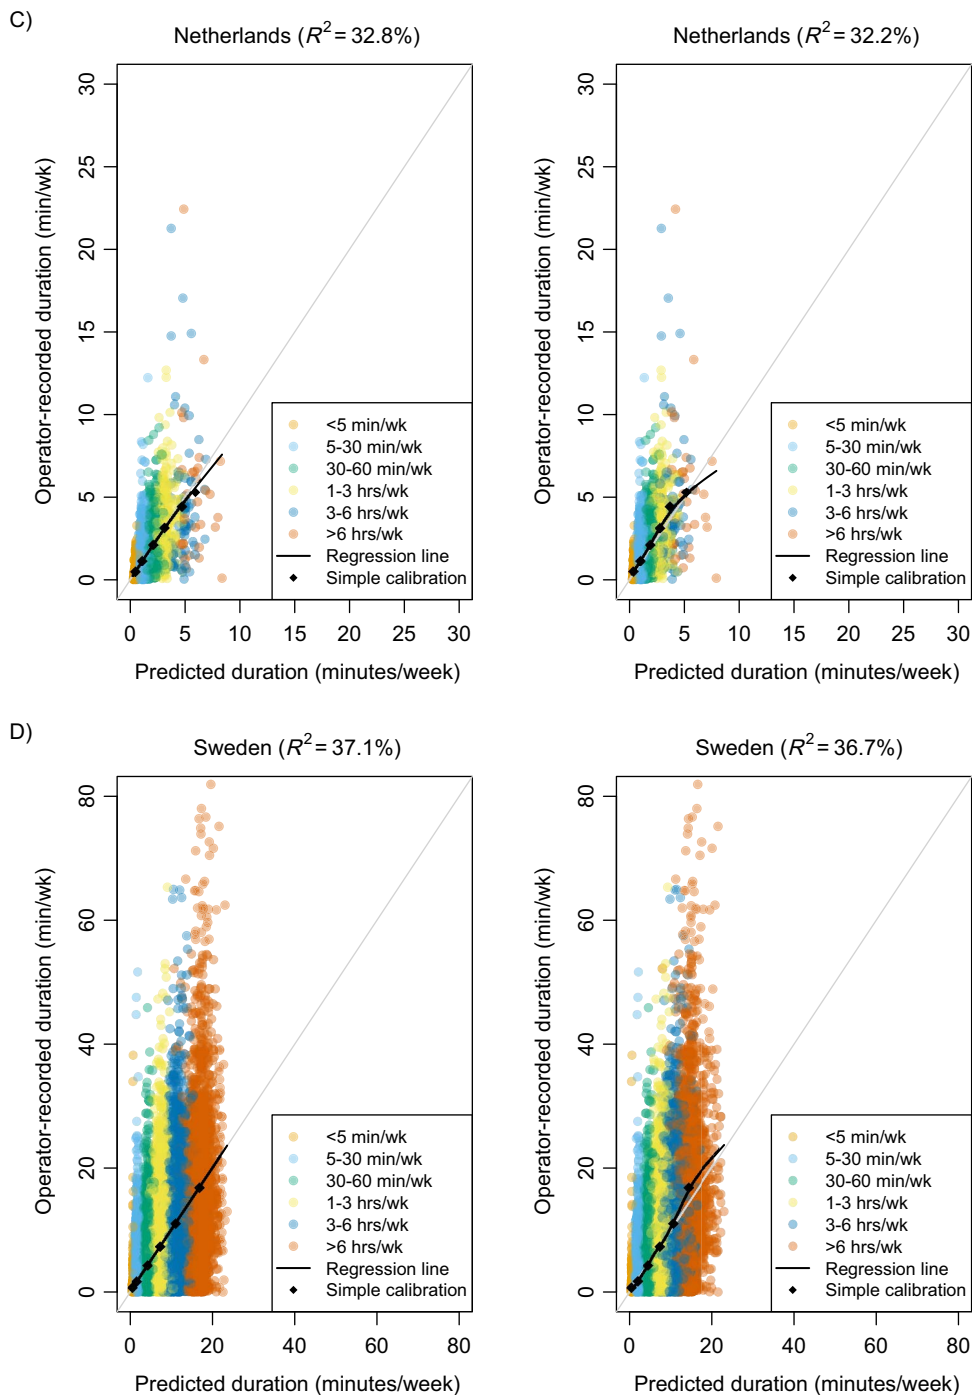 C)
Netherlands (R² = 32.8%)
Operator-recorded duration (min/wk)
30
25
20
15
10
5
0
<5 min/wk
5-30 min/wk
30-60 min/wk
1-3 hrs/wk
3-6 hrs/wk
>6 hrs/wk
Regression line
Simple calibration
0 5 10 15 20 25 30
Predicted duration (minutes/week)
Netherlands (R² = 32.2%)
Operator-recorded duration (min/wk)
30
25
20
15
10
5
0
<5 min/wk
5-30 min/wk
30-60 min/wk
1-3 hrs/wk
3-6 hrs/wk
>6 hrs/wk
Regression line
Simple calibration
0 5 10 15 20 25 30
Predicted duration (minutes/week)
D)
Sweden (R² = 37.1%)
Operator-recorded duration (min/wk)
80
60
40
20
0
<5 min/wk
5-30 min/wk
30-60 min/wk
1-3 hrs/wk
3-6 hrs/wk
>6 hrs/wk
Regression line
Simple calibration
0 20 40 60 80
Predicted duration (minutes/week)
Sweden (R² = 36.7%)
Operator-recorded duration (min/wk)
80
60
40
20
0
<5 min/wk
5-30 min/wk
30-60 min/wk
1-3 hrs/wk
3-6 hrs/wk
>6 hrs/wk
Regression line
Simple calibration
0 20 40 60 80
Predicted duration (minutes/week)